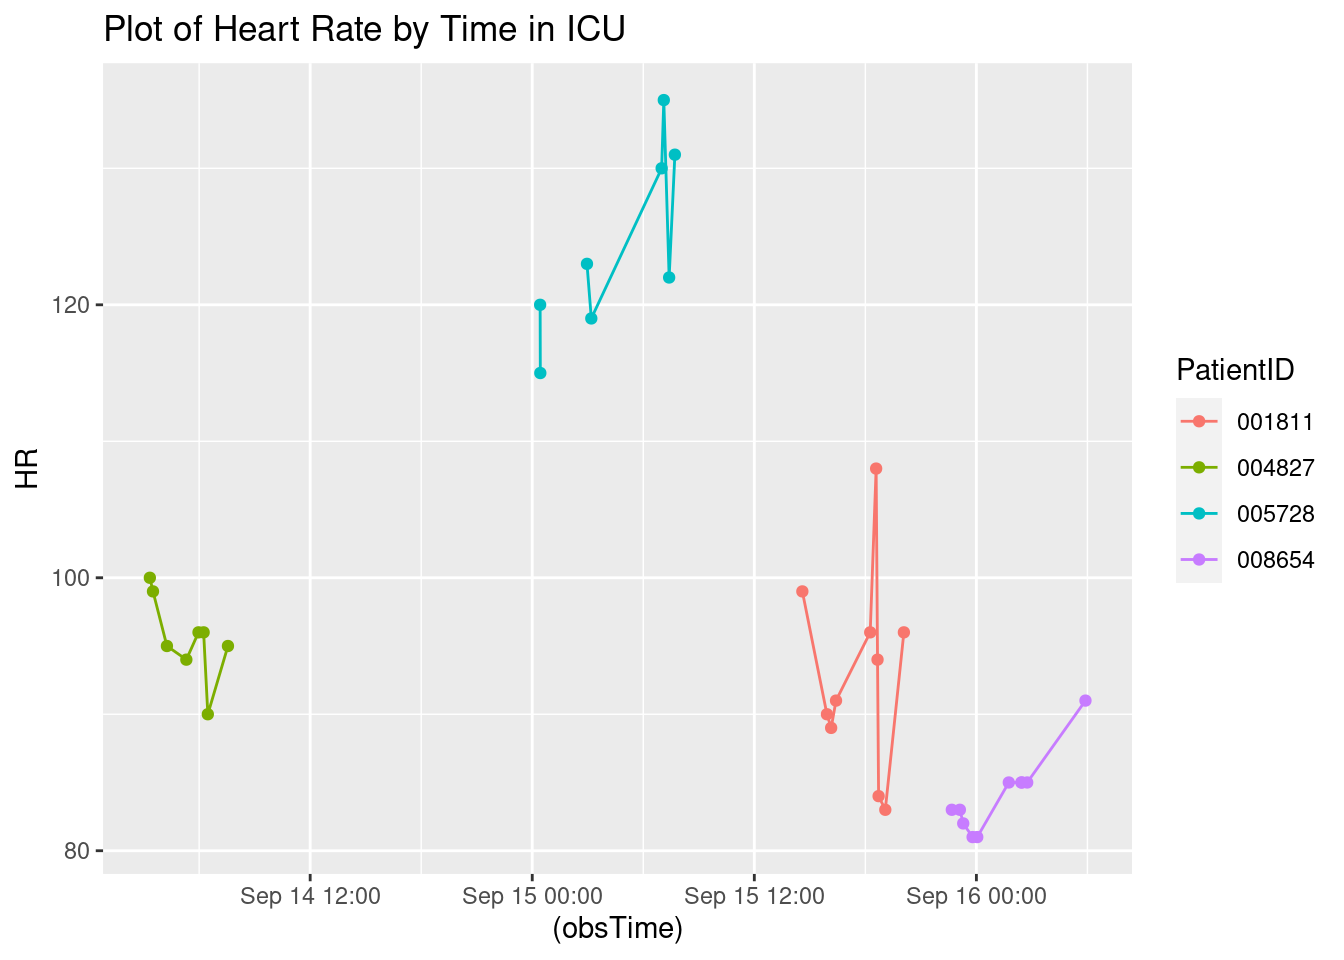 Plot of Heart Rate by Time in ICU
HR
120
100
80
Sep 14 12:00
Sep 15 00:00
Sep 15 12:00
Sep 16 00:00
(obsTime)
PatientID
001811
004827
005728
008654